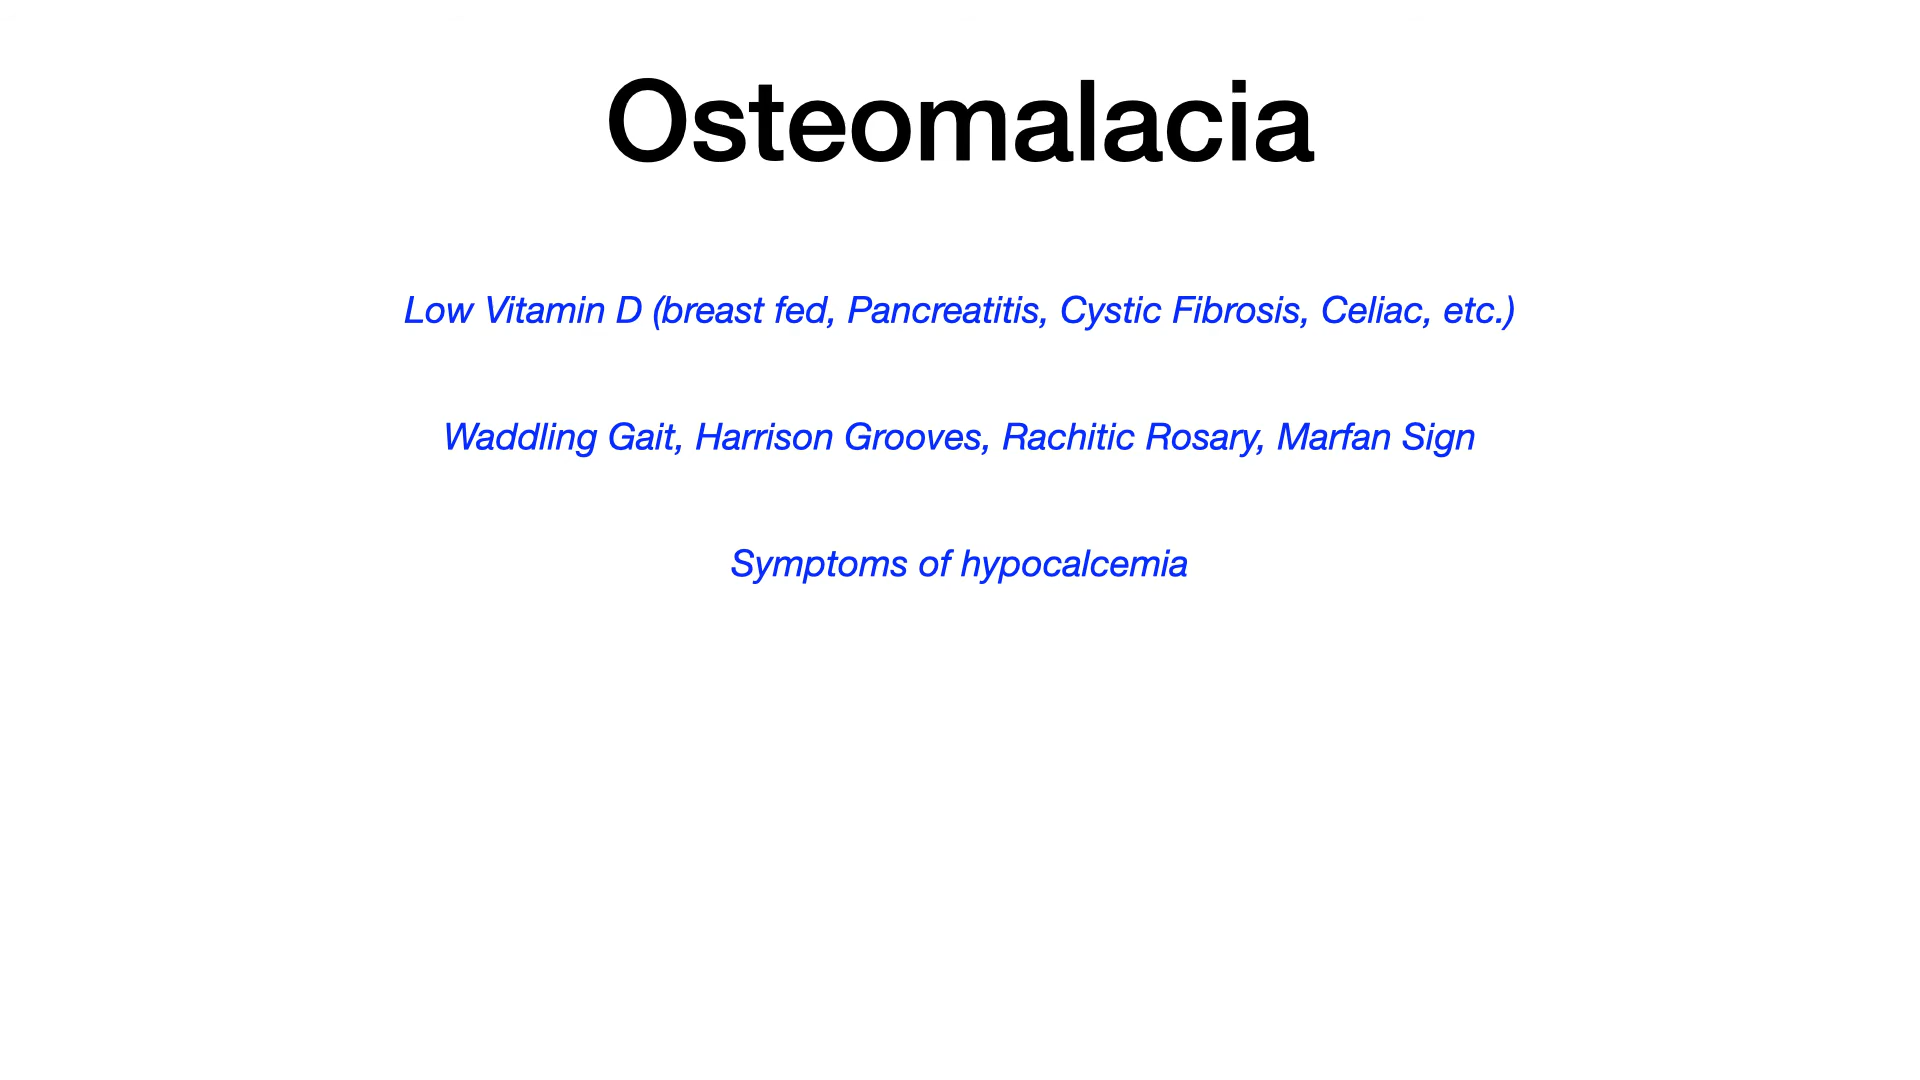 Osteomalacia
Low Vitamin D (breast fed, Pancreatitis, Cystic Fibrosis, Celiac, etc.)
Waddling Gait, Harrison Grooves, Rachitic Rosary, Marfan Sign
Symptoms of hypocalcemia